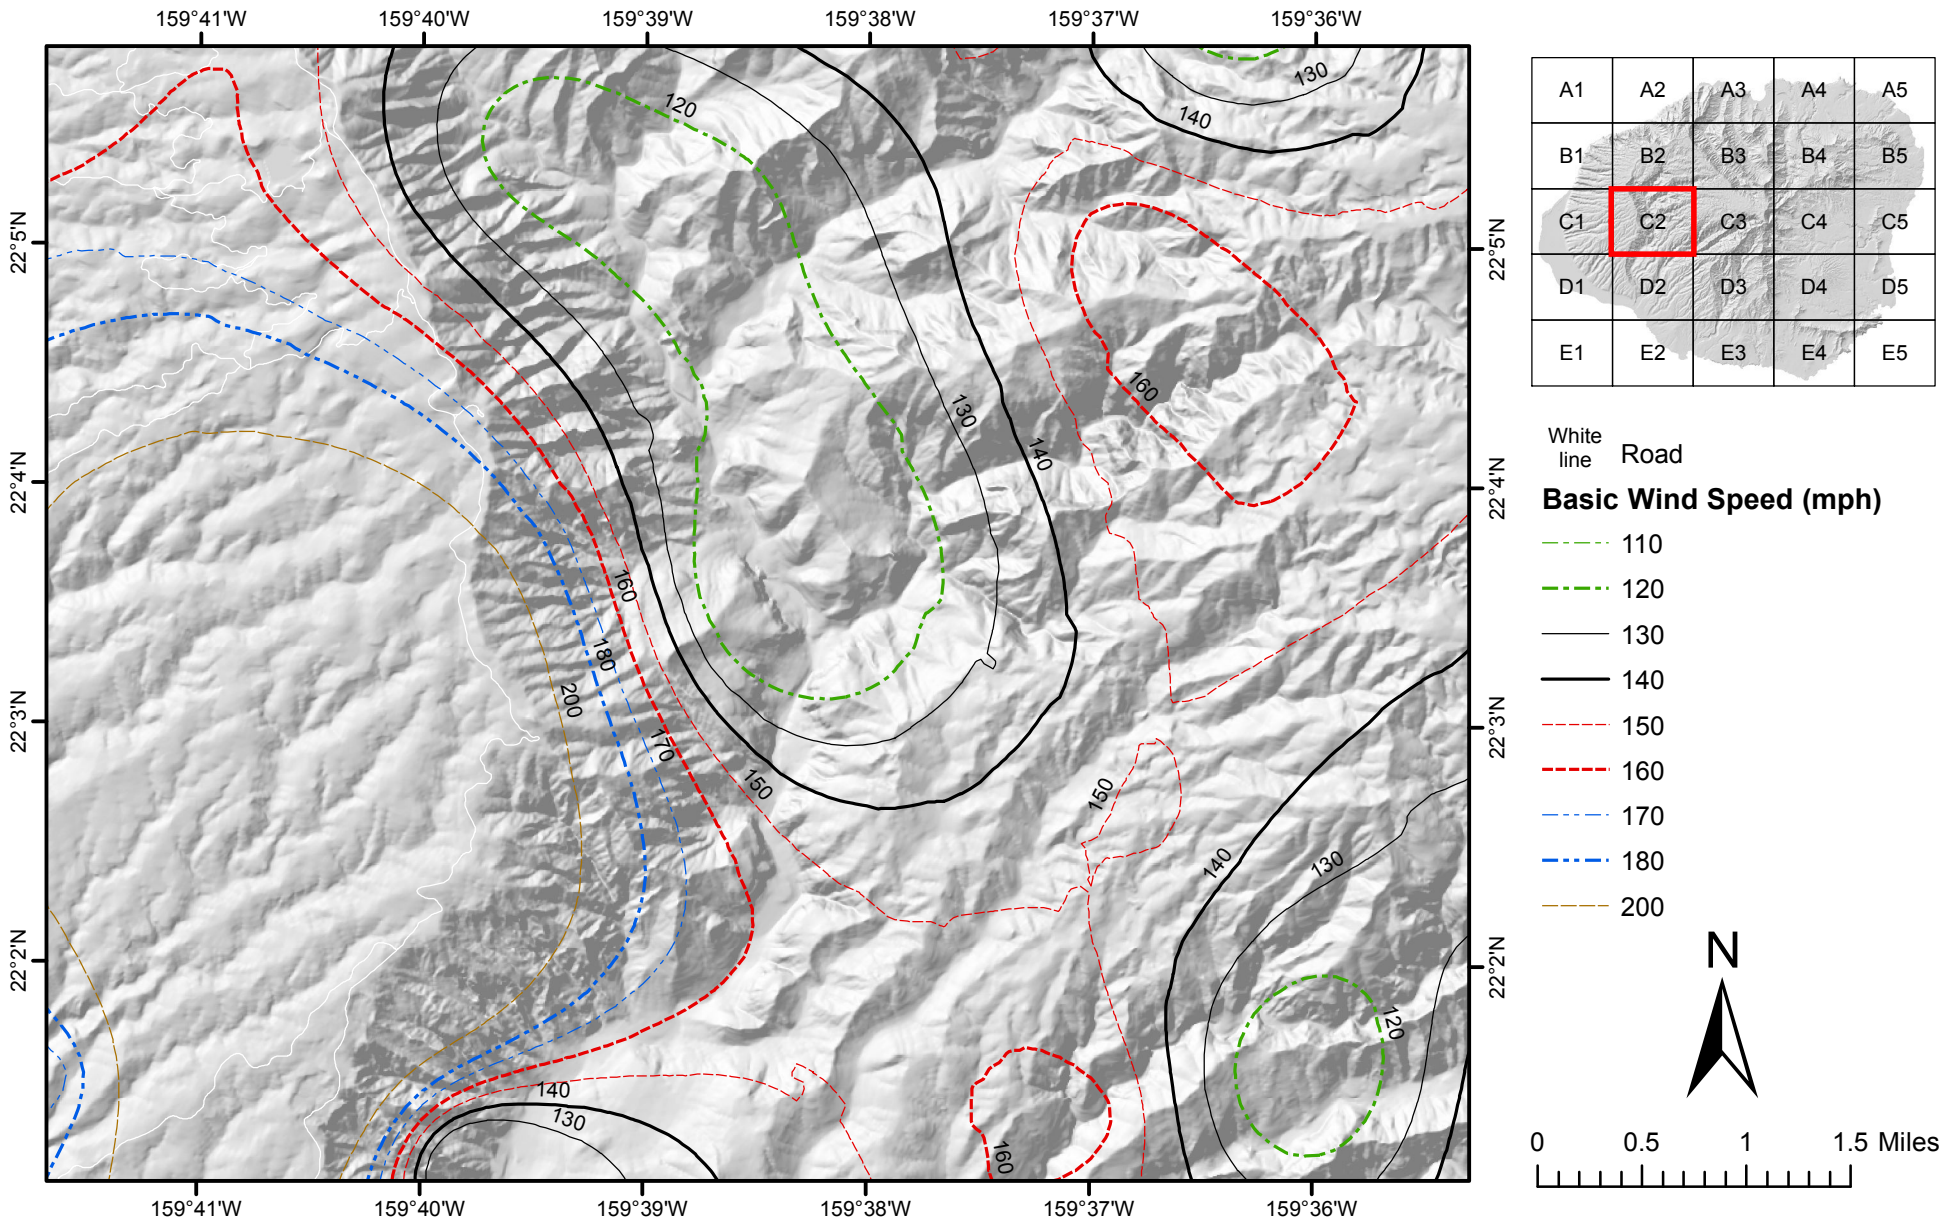 159°41'W 159°40'W 159°39'W 159°38'W 159°37'W 159°36'W
22°5'N
22°4'N
22°3'N
22°2'N
120
130
140
130
140
160
160
180
200
170
150
150
140
130
120
140
130
160
22°5'N
22°4'N
22°3'N
22°2'N
159°41'W 159°40'W 159°39'W 159°38'W 159°37'W 159°36'W
A1 A2 A3 A4 A5
B1 B2 B3 B4 B5
C1 C2 C3 C4 C5
D1 D2 D3 D4 D5
E1 E2 E3 E4 E5
White
line Road
Basic Wind Speed (mph)
110
120
130
140
150
160
170
180
200
N
0 0.5 1 1.5 Miles